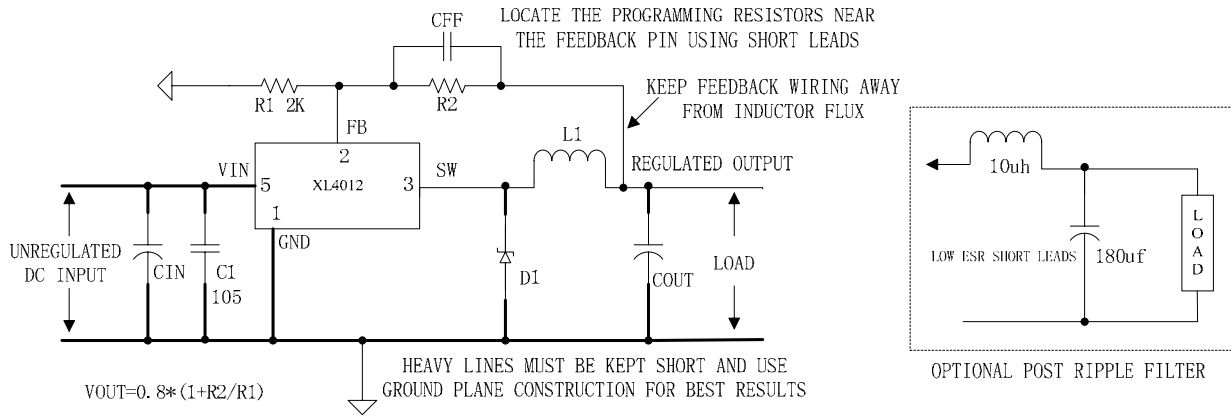 LOCATE THE PROGRAMMING RESISTORS NEAR
THE FEEDBACK PIN USING SHORT LEADS
CFF
R1 2K
R2
KEEP FEEDBACK WIRING AWAY
FROM INDUCTOR FLUX
FB
2
L1
VIN
SW
REGULATED OUTPUT
5
XL4012
3
1
GND
UNREGULATED
DC INPUT
CIN
C1
105
D1
COUT
LOAD
HEAVY LINES MUST BE KEPT SHORT AND USE
GROUND PLANE CONSTRUCTION FOR BEST RESULTS
VOUT=0.8*(1+R2/R1)
10uh
LOW ESR SHORT LEADS
180uf
LOAD
OPTIONAL POST RIPPLE FILTER